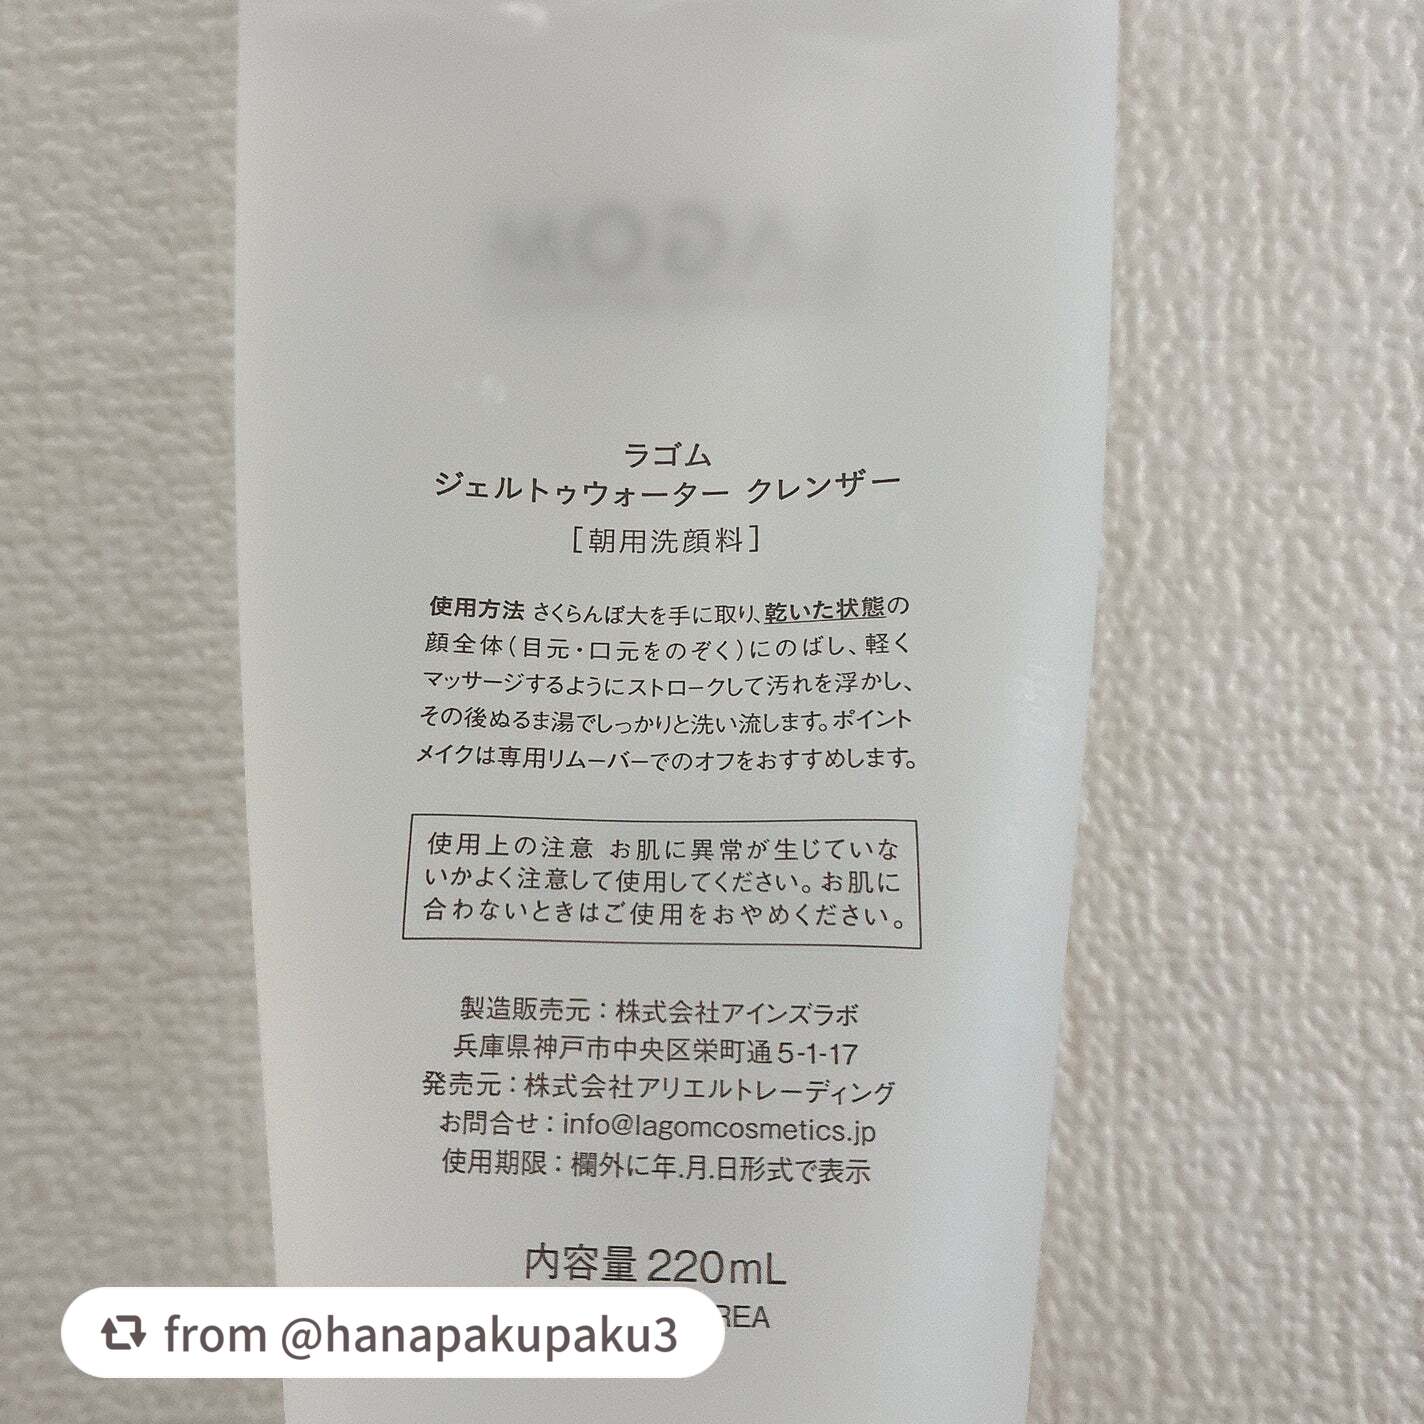 LAGOM
ラゴム
ジェルトゥウォーター クレンザー
[朝用洗顔料]
使用方法 さくらんぼ大を手に取り、乾いた状態の
顔全体(目元・口元をのぞく)にのばし、軽く
マッサージするようにストロークして汚れを浮かし、
その後ぬるま湯でしっかりと洗い流します。ポイント
メイクは専用リムーバーでのオフをおすすめします。
使用上の注意 お肌に異常が生じていな
いかよく注意して使用してください。お肌に
合わないときはご使用をおやめください。
製造販売元:株式会社アインズラボ
兵庫県神戸市中央区栄町通5-1-17
発売元:株式会社アリエルトレーディング
お問合せ:info@lagomcosmetics.jp
使用期限:欄外に年.月.日形式で表示
内容量 220mL
REA
from @hanapakupaku3